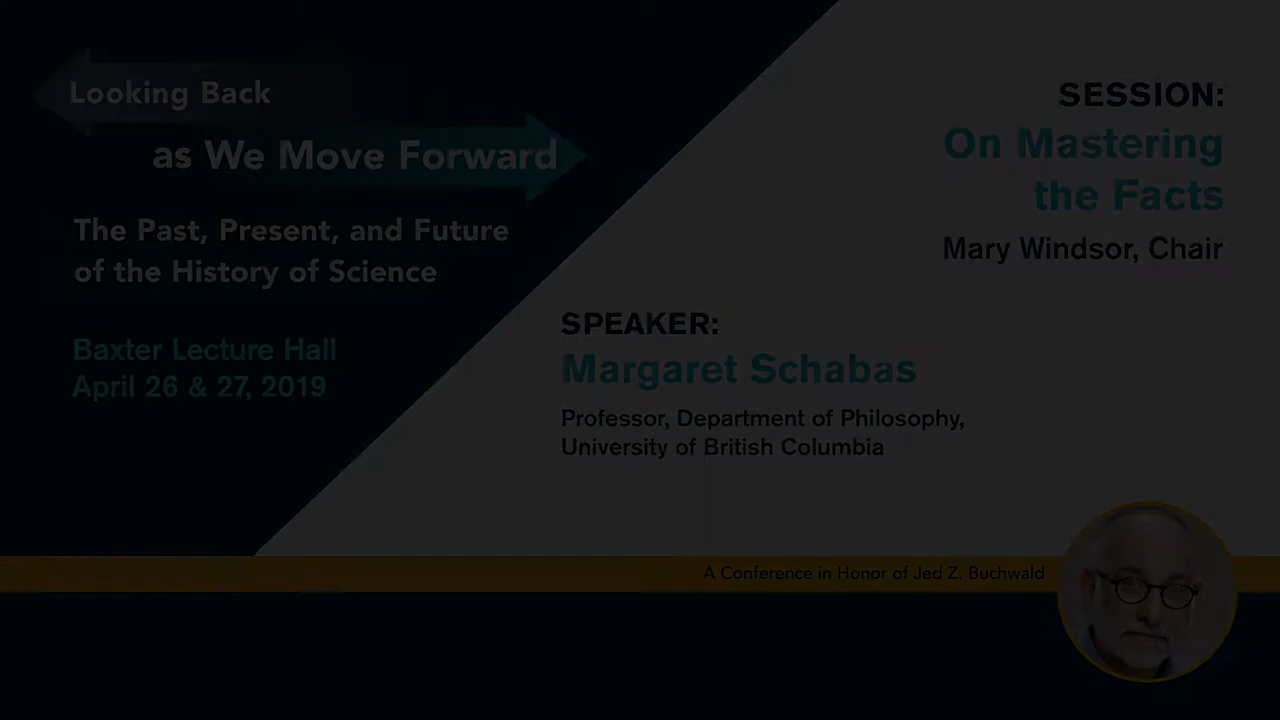 Looking Back
as We Move Forward
The Past, Present, and Future
of the History of Science
Baxter Lecture Hall
April 26 & 27, 2019
SESSION:
On Mastering
the Facts
Mary Windsor, Chair
SPEAKER:
Margaret Schabas
Professor, Department of Philosophy,
University of British Columbia
A Conference in Honor of Jed Z. Buchwald